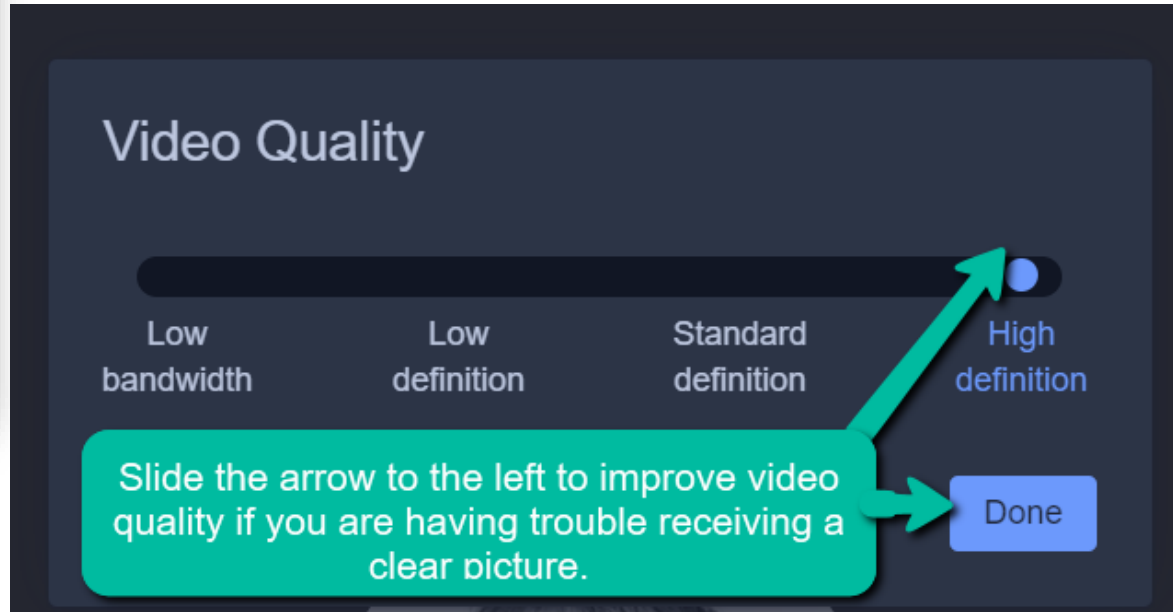 Video Quality
Low
bandwidth
Low
definition
Standard
definition
High
definition
Slide the arrow to the left to improve video
quality if you are having trouble receiving a
clear picture.
Done